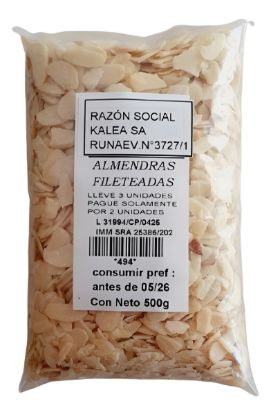 RAZÓN SOCIAL
KALEA SA
RUNAEV.N°3727/1
ALMENDRAS
FILETEADAS
LLEVE 3 UNIDADES
PAGUE SOLAMENTE
POR 2 UNIDADES
L 31994/CP/0425
IMM SRA 25386/202
*494*
consumir pref :
antes de 05/26
Con Neto 500g